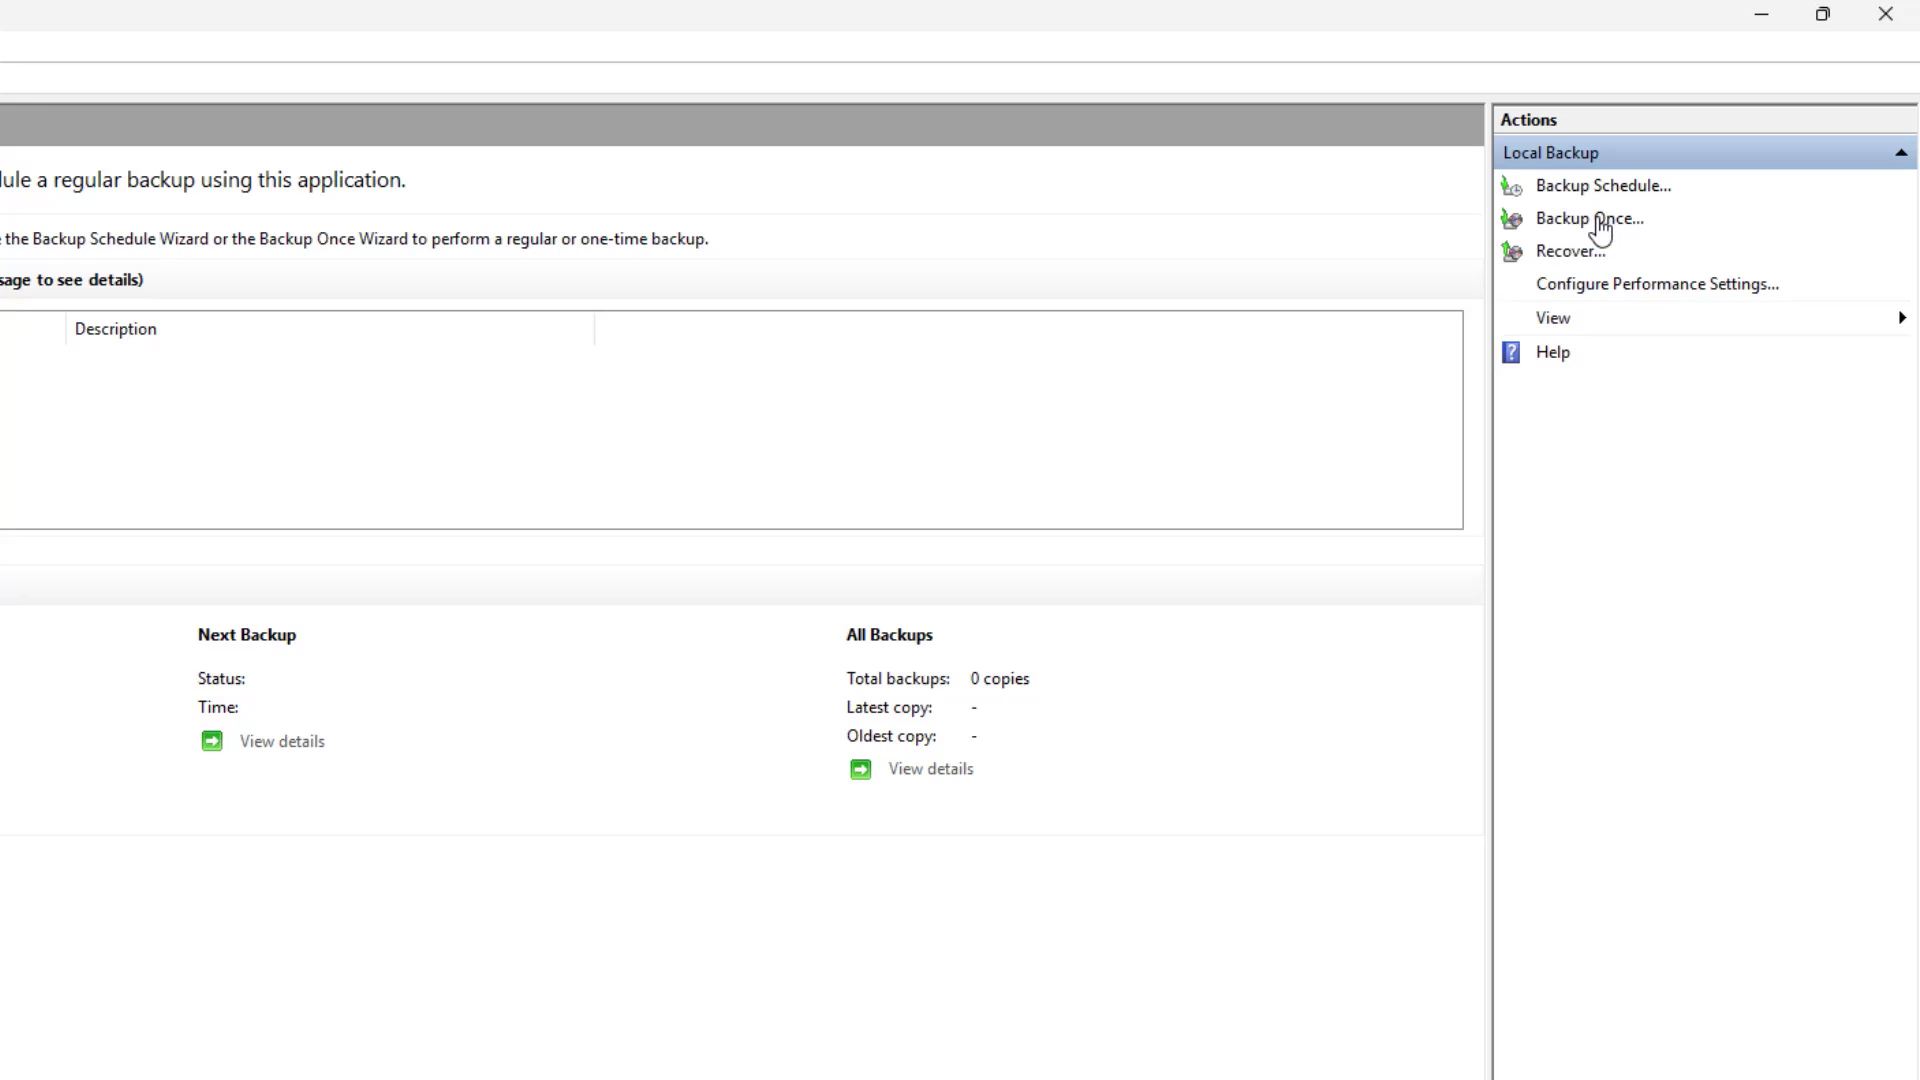 Actions
Local Backup
ule a regular backup using this application.
Backup Schedule...
Backup Once...
the Backup Schedule Wizard or the Backup Once Wizard to perform a regular or one-time backup.
Recover...
sage to see details)
Configure Performance Settings...
View
Description
Help
Next Backup
All Backups
Status:
Total backups: 0 copies
Time:
Latest copy: -
Oldest copy: -
View details
View details